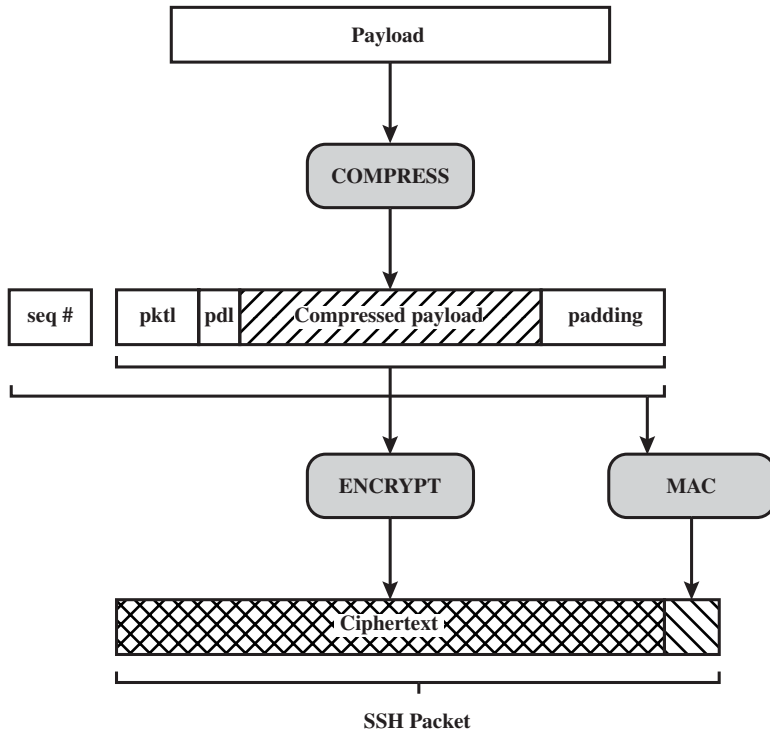 Payload
COMPRESS
seq # pktl pdl Compressed payload padding
ENCRYPT MAC
Ciphertext
SSH Packet